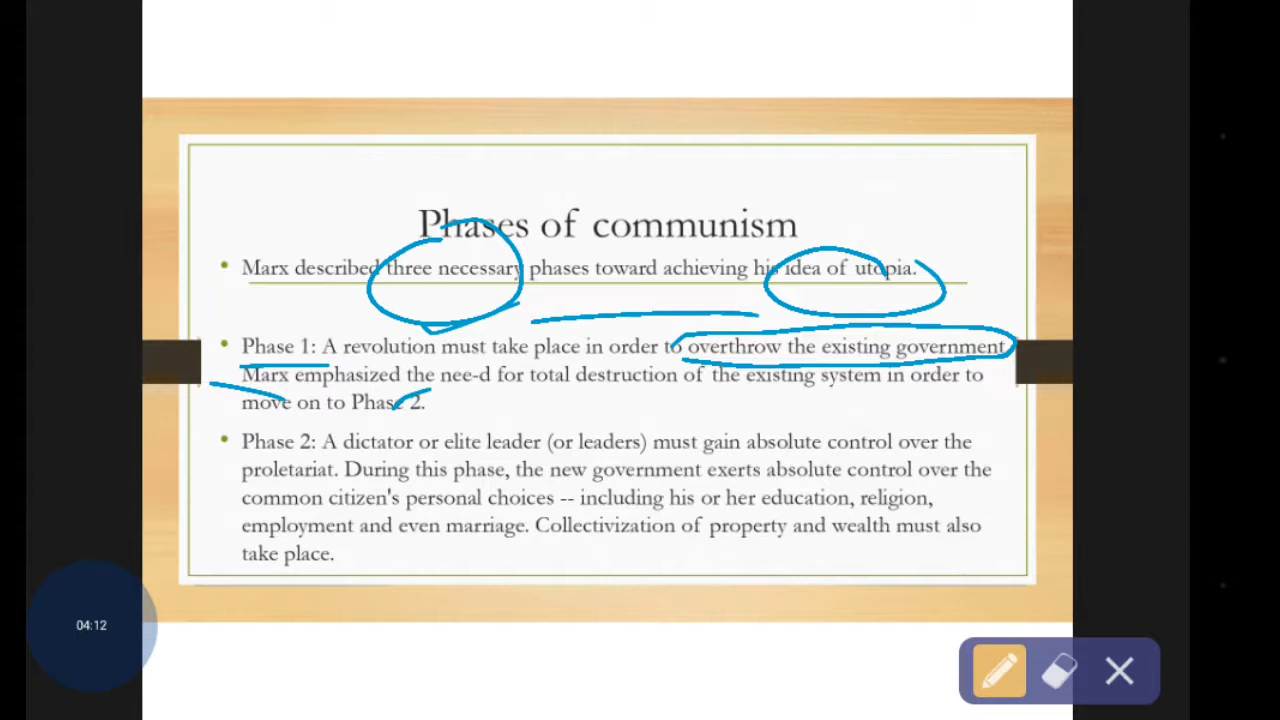 Phases of communism
Marx described three necessary phases toward achieving his idea of utopia.
Phase 1: A revolution must take place in order to overthrow the existing government
Marx emphasized the nee-d for total destruction of the existing system in order to
move on to Phase 2.
Phase 2: A dictator or elite leader (or leaders) must gain absolute control over the
proletariat. During this phase, the new government exerts absolute control over the
common citizen's personal choices -- including his or her education, religion,
employment and even marriage. Collectivization of property and wealth must also
take place.
04:12